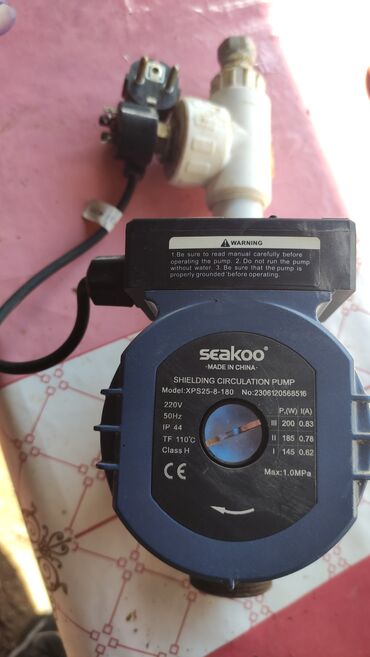 WARNING
1.Be sure to read manual carefully before
operating the pump. 2. Do not run the pump
without water. 3. Be sure that the pump is
properly grounded before operating.
seakoo
-MADE IN CHINA-
SHIELDING CIRCULATION PUMP
Model:XPS25-8-180 No:2306120568516
220V
50Hz
IP 44
TF 110℃
Class H
P₁(W) I(A)
III 200 0.83
II 185 0.78
I 145 0.62
CE
Max:1.0MPa